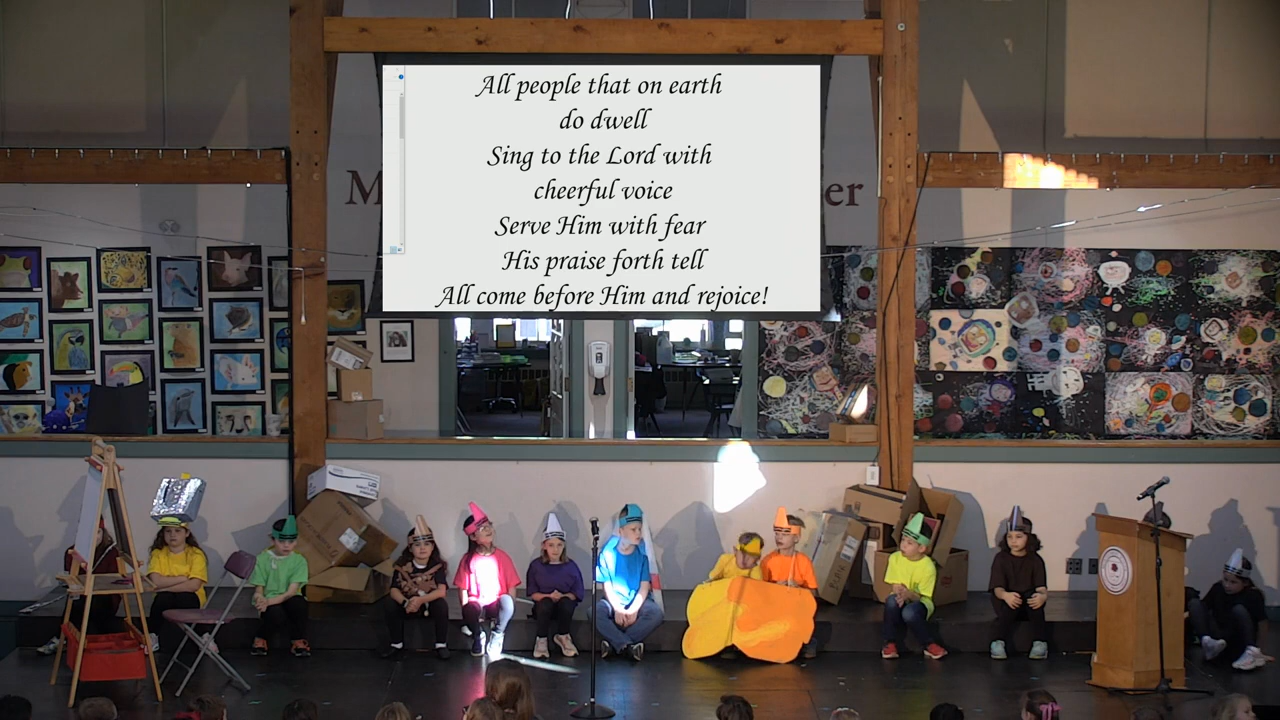 All people that on earth
do dwell
Sing to the Lord with
cheerful voice
Serve Him with fear
His praise forth tell
All come before Him and rejoice!
M
er